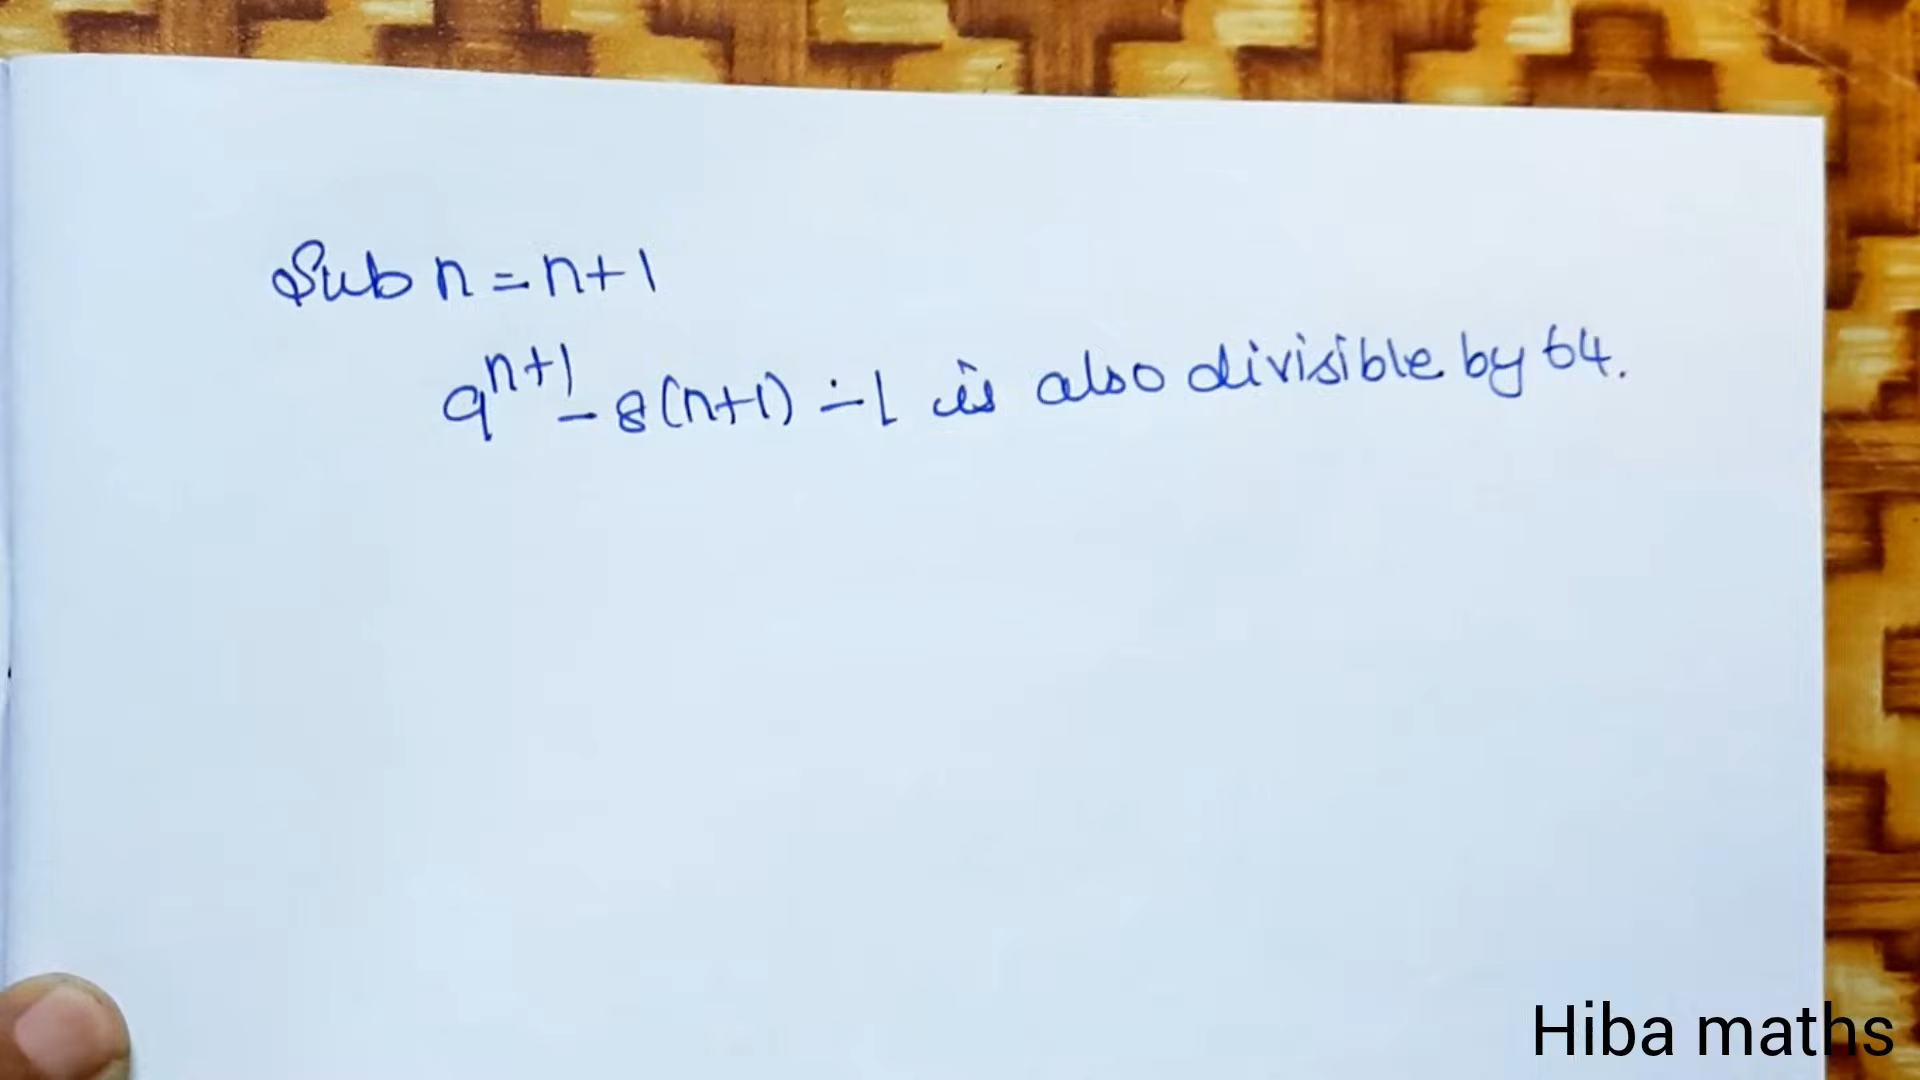 Sub n = n+1
9^{n+1} - 8(n+1) - 1 is also divisible by 64.
Hiba maths